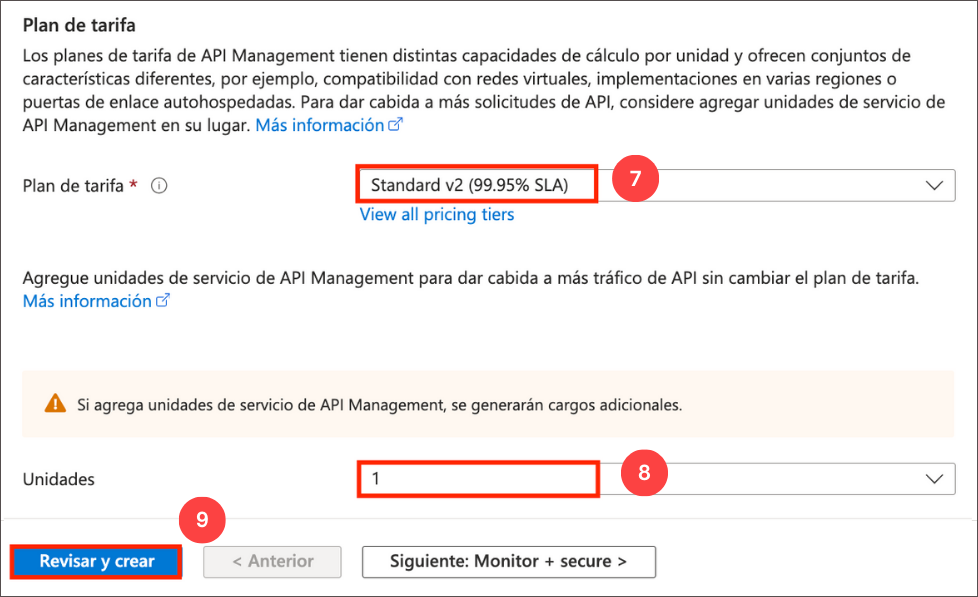 Plan de tarifa
Los planes de tarifa de API Management tienen distintas capacidades de cálculo por unidad y ofrecen conjuntos de
características diferentes, por ejemplo, compatibilidad con redes virtuales, implementaciones en varias regiones o
puertas de enlace autohospedadas. Para dar cabida a más solicitudes de API, considere agregar unidades de servicio de
API Management en su lugar. Más información
Plan de tarifa * Standard v2 (99.95% SLA) 7
View all pricing tiers
Agregue unidades de servicio de API Management para dar cabida a más tráfico de API sin cambiar el plan de tarifa.
Más información
Si agrega unidades de servicio de API Management, se generarán cargos adicionales.
Unidades 1 8
9
Revisar y crear < Anterior Siguiente: Monitor + secure >